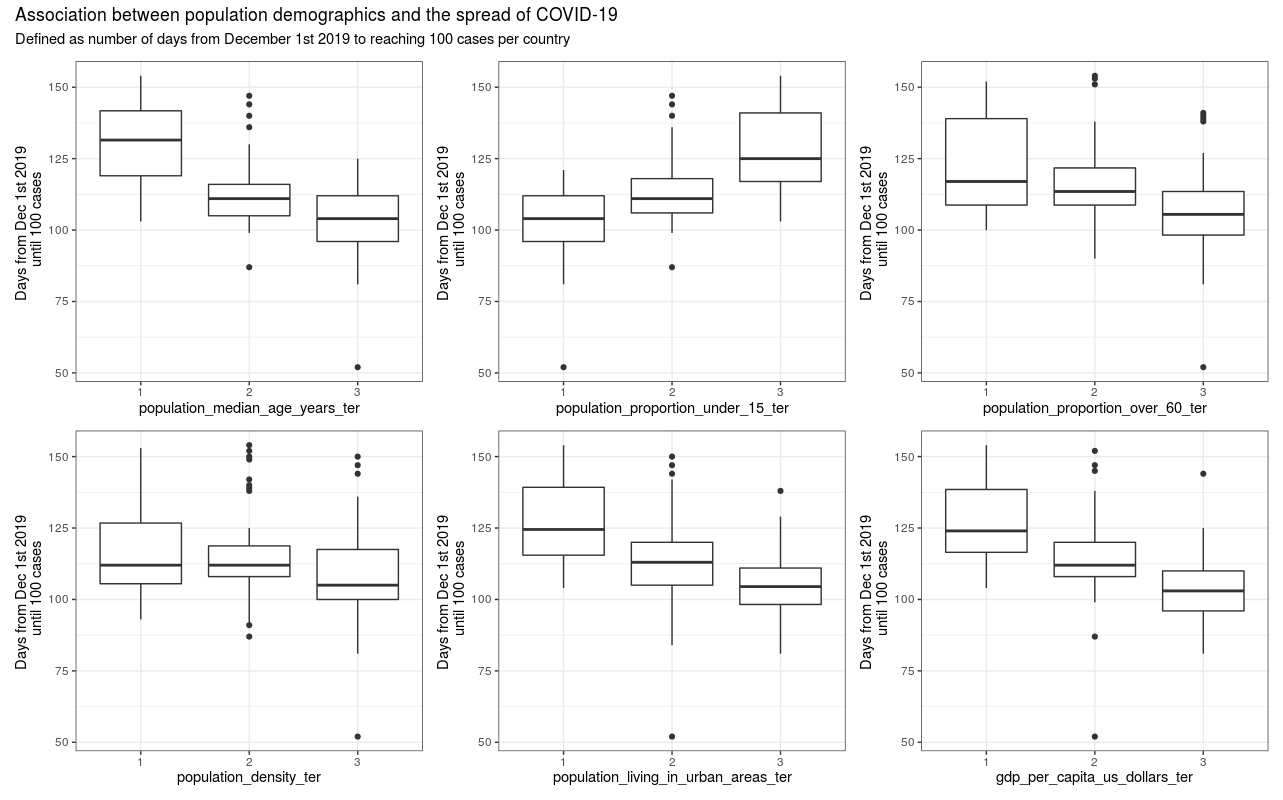 Association between population demographics and the spread of COVID-19
Defined as number of days from December 1st 2019 to reaching 100 cases per country
Days from Dec 1st 2019
until 100 cases
150
125
100
75
50
1 2 3
population_median_age_years_ter
Days from Dec 1st 2019
until 100 cases
150
125
100
75
50
1 2 3
population_proportion_under_15_ter
Days from Dec 1st 2019
until 100 cases
150
125
100
75
50
1 2 3
population_proportion_over_60_ter
Days from Dec 1st 2019
until 100 cases
150
125
100
75
50
1 2 3
population_density_ter
Days from Dec 1st 2019
until 100 cases
150
125
100
75
50
1 2 3
population_living_in_urban_areas_ter
Days from Dec 1st 2019
until 100 cases
150
125
100
75
50
1 2 3
gdp_per_capita_us_dollars_ter